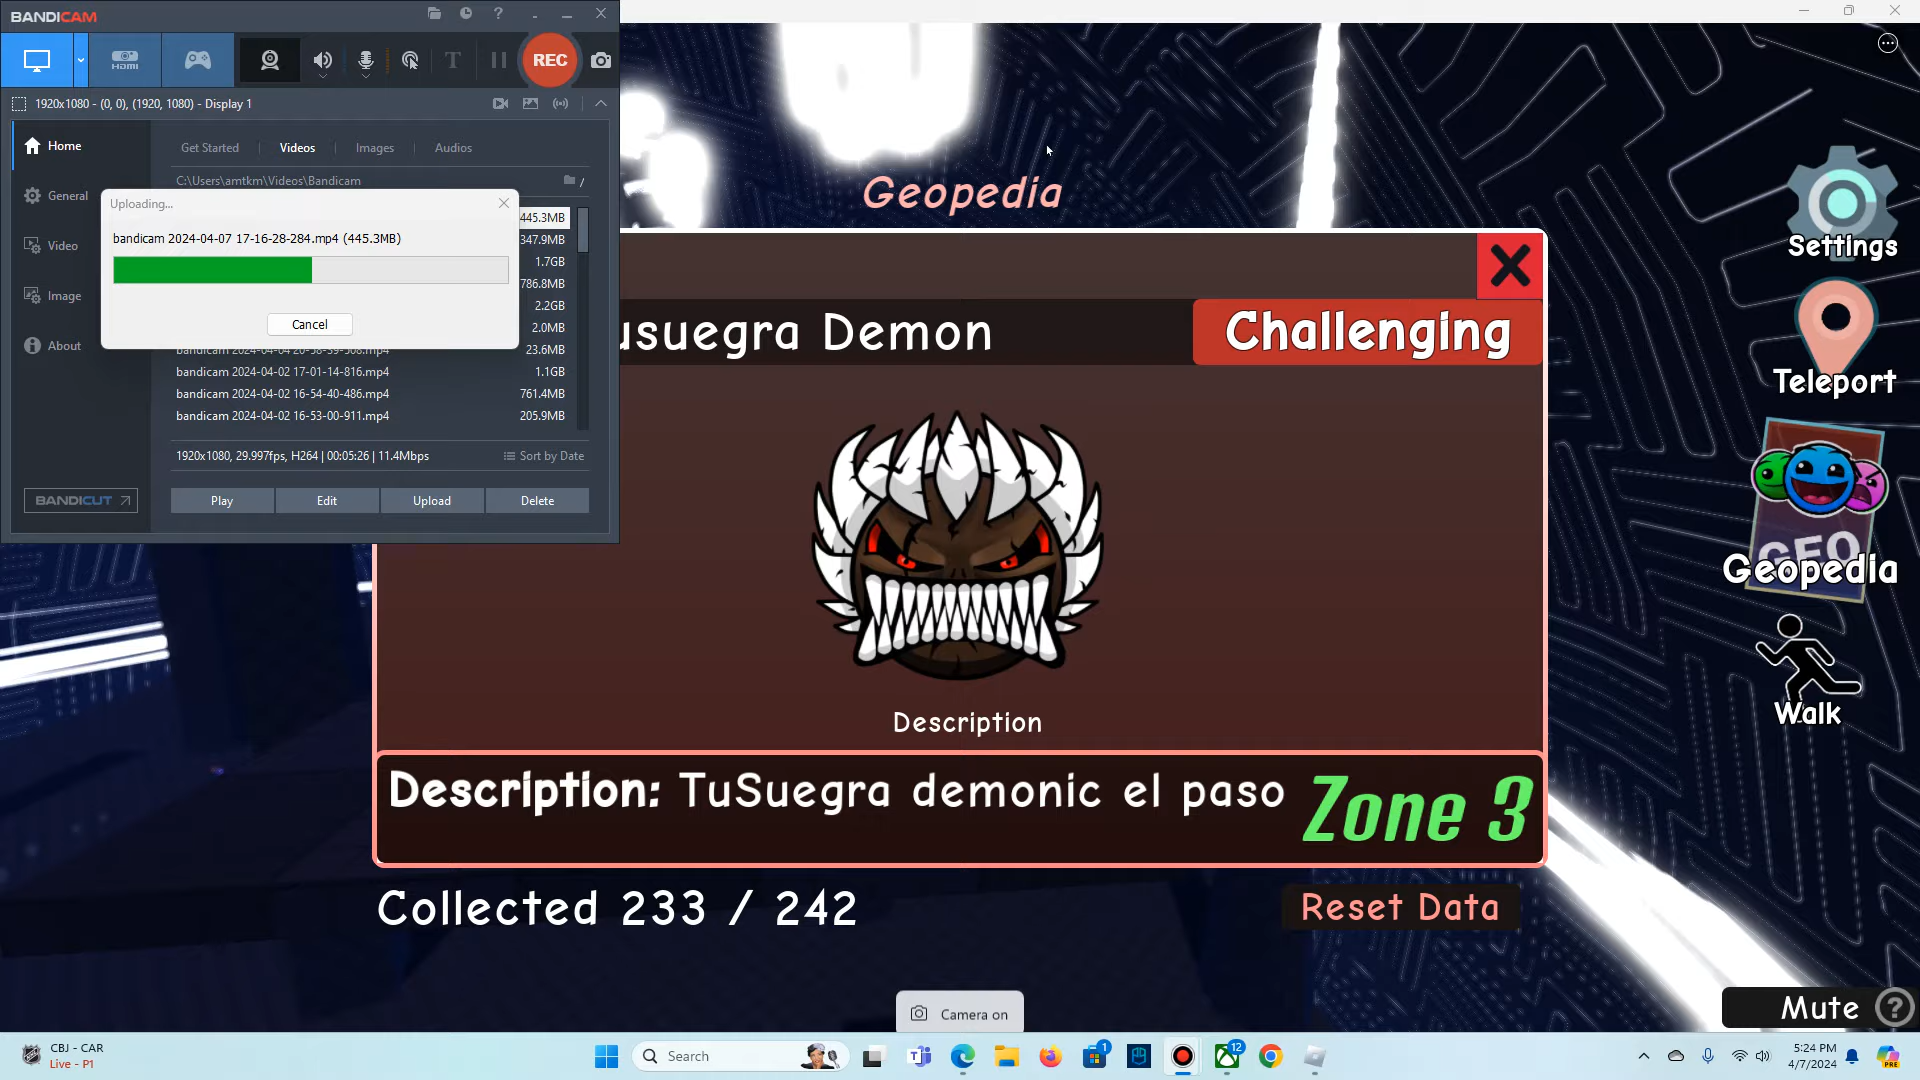 BANDICAM
HDMI
REC
1920x1080 - (0, 0), (1920, 1080) - Display 1
Home
General
Video
Image
About
BANDICUT
Get Started
Videos
Images
Audios
C:\Users\amtkm\Videos\Bandicam
/
Uploading...
bandicam 2024-04-07 17-16-28-284.mp4 (445.3MB)
Cancel
445.3MB
347.9MB
1.7GB
786.8MB
2.2GB
2.0MB
23.6MB
bandicam 2024-04-02 17-01-14-816.mp4 1.1GB
bandicam 2024-04-02 16-54-40-486.mp4 761.4MB
bandicam 2024-04-02 16-53-00-911.mp4 205.9MB
1920x1080, 29.997fps, H264 | 00:05:26 | 11.4Mbps
Sort by Date
Play
Edit
Upload
Delete
Geopedia
usuegra Demon
Challenging
Description
Description: TuSuegra demonic el paso
Zone 3
Collected 233 / 242
Reset Data
Settings
Teleport
GEO
Geopedia
Walk
Mute
?
Camera on
CBJ - CAR
Live - P1
Search
1
12
5:24 PM
4/7/2024
PRE